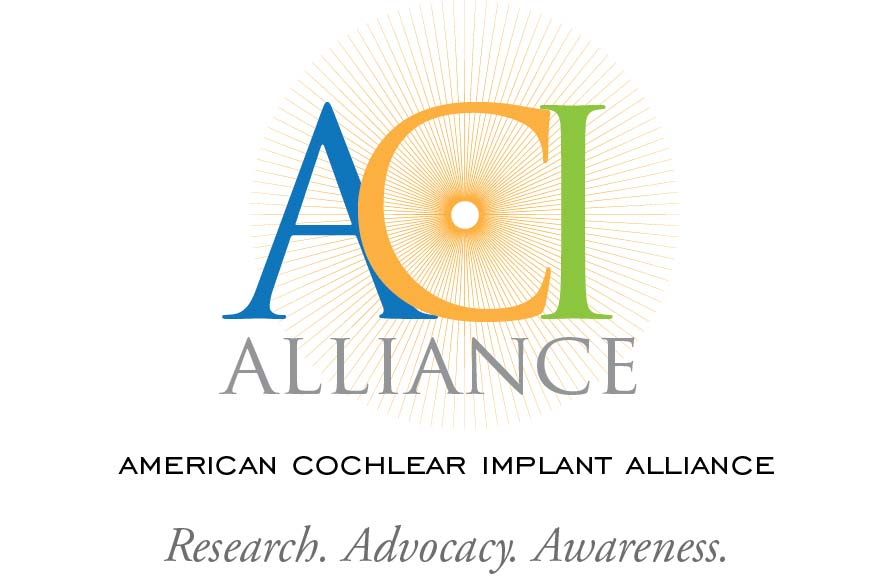 ACI
ALLIANCE
AMERICAN COCHLEAR IMPLANT ALLIANCE
Research. Advocacy. Awareness.